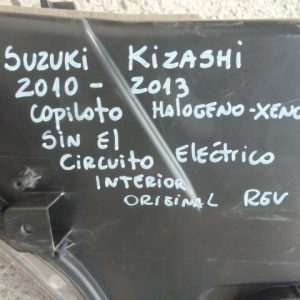 SUZUKI KIZASHI
2010 - 2013
COPILOTO HALOGENO-XENO
SIN El
CIRCUITO ElÉCTRICO
INTERIOR
ORIGINAL REV